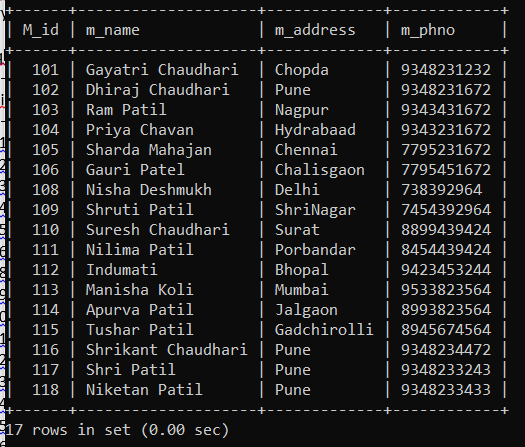 +------+--------------------+--------------+------------+
| M_id | m_name             | m_address    | m_phno     |
+------+--------------------+--------------+------------+
|  101 | Gayatri Chaudhari  | Chopda       | 9348231232 |
|  102 | Dhiraj Chaudhari   | Pune         | 9348231672 |
|  103 | Ram Patil          | Nagpur       | 9343431672 |
|  104 | Priya Chavan       | Hydrabaad    | 9343231672 |
|  105 | Sharda Mahajan     | Chennai      | 7795231672 |
|  106 | Gauri Patel        | Chalisgaon   | 7795451672 |
|  108 | Nisha Deshmukh     | Delhi        | 738392964  |
|  109 | Shruti Patil       | ShriNagar    | 7454392964 |
|  110 | Suresh Chaudhari   | Surat        | 8899439424 |
|  111 | Nilima Patil       | Porbandar    | 8454439424 |
|  112 | Indumati           | Bhopal       | 9423453244 |
|  113 | Manisha Koli       | Mumbai       | 9533823564 |
|  114 | Apurva Patil       | Jalgaon      | 8993823564 |
|  115 | Tushar Patil       | Gadchirolli  | 8945674564 |
|  116 | Shrikant Chaudhari | Pune         | 9348234472 |
|  117 | Shri Patil         | Pune         | 9348233243 |
|  118 | Niketan Patil      | Pune         | 9348233433 |
+------+--------------------+--------------+------------+
17 rows in set (0.00 sec)